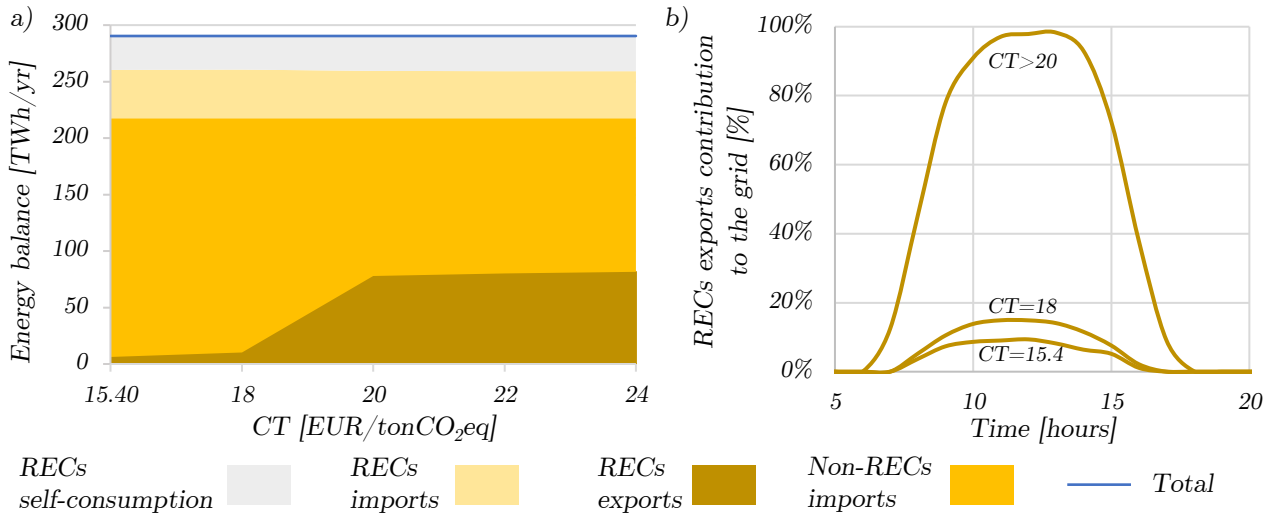 a)
Energy balance [TWh/yr]
300
250
200
150
100
50
0
15.40
18
20
22
24
CT [EUR/tonCO₂eq]
b)
RECs exports contribution
to the grid [%]
100%
80%
60%
40%
20%
0%
CT>20
CT=18
CT=15.4
5
10
15
20
Time [hours]
RECs
self-consumption
RECs
imports
RECs
exports
Non-RECs
imports
Total